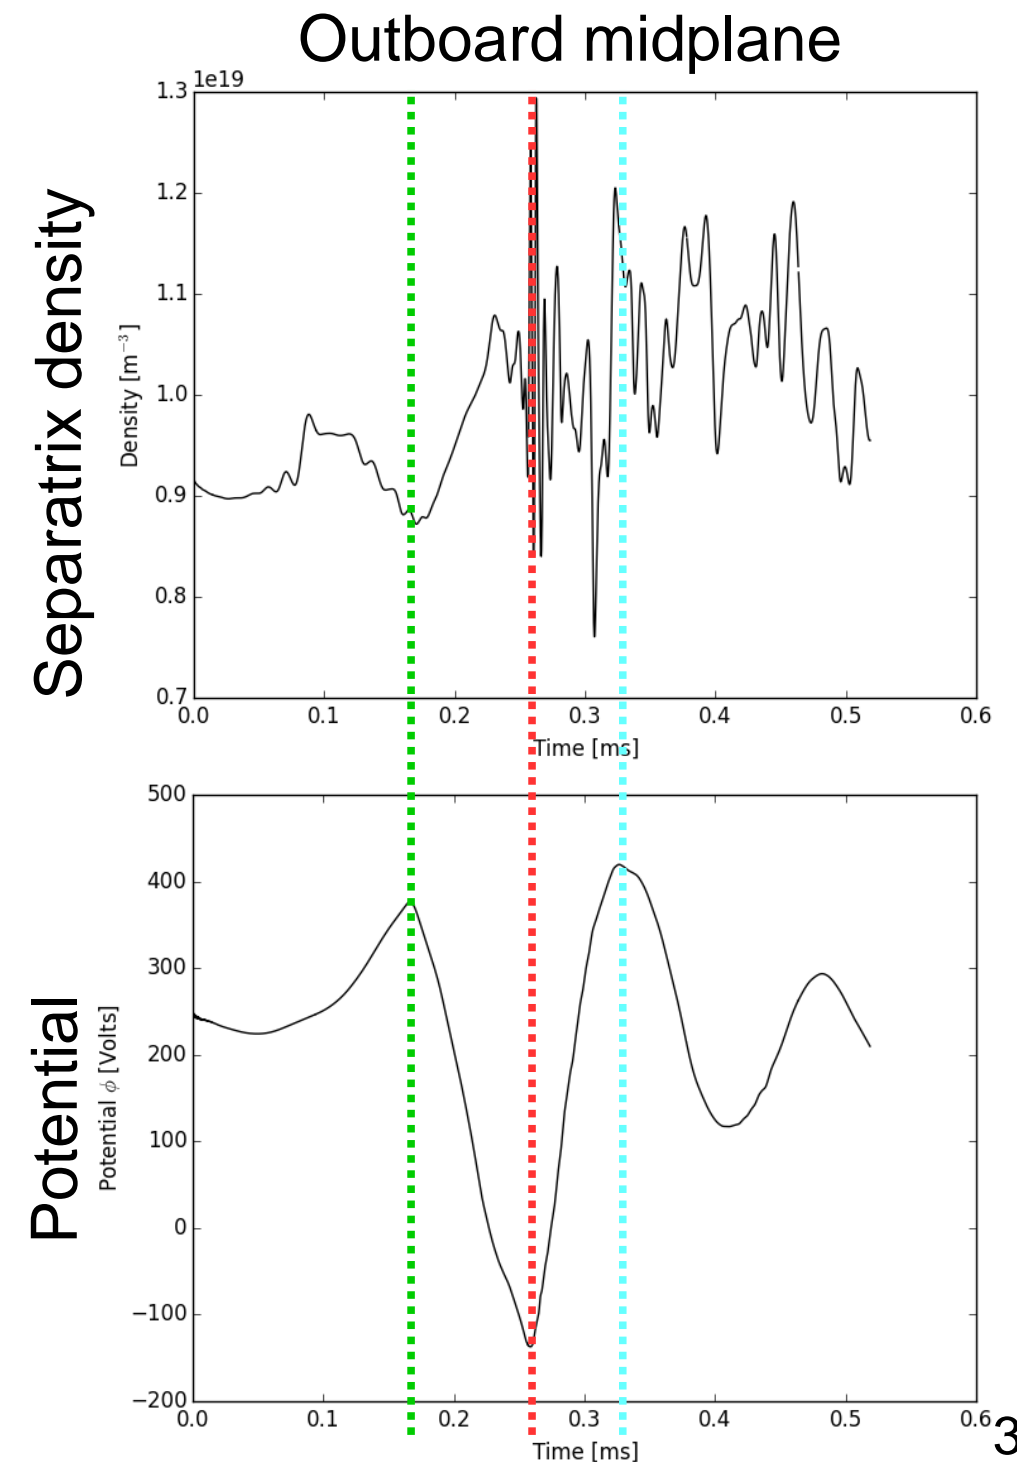 Outboard midplane
1e19
1.3
1.2
1.1
1.0
0.9
0.8
0.7
Separatrix density
Density [m⁻³]
0.0 0.1 0.2 0.3 0.4 0.5 0.6
Time [ms]
500
400
300
200
100
0
−100
−200
Potential
Potential ϕ [Volts]
0.0 0.1 0.2 0.3 0.4 0.5 0.6
Time [ms]
3